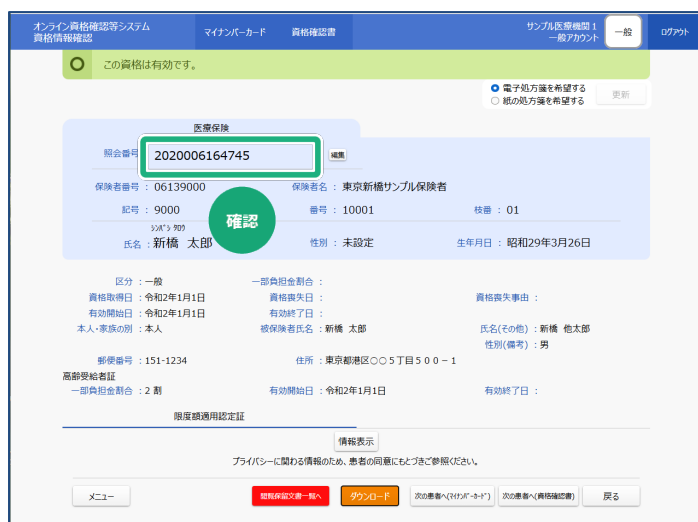 オンライン資格確認等システム
資格情報確認
マイナンバーカード 資格確認書
サンプル医療機関1
一般アカウント
一般
ログアウト
この資格は有効です。
電子処方箋を希望する
紙の処方箋を希望する
更新
医療保険
照会番号 2020006164745 編集
保険者番号 : 06139000 保険者名 : 東京新橋サンプル保険者
記号 : 9000 番号 : 10001 枝番 : 01
確認
シンバシ タロウ
氏名 : 新橋 太郎 性別 : 未設定 生年月日 : 昭和29年3月26日
区分 : 一般 一部負担金割合 :
資格取得日 : 令和2年1月1日 資格喪失日 : 資格喪失事由 :
有効開始日 : 令和2年1月1日 有効終了日 :
本人・家族の別 : 本人 被保険者氏名 : 新橋 太郎 氏名(その他) : 新橋 他太郎
性別(備考) : 男
郵便番号 : 151-1234 住所 : 東京都港区○○5丁目500-1
高齢受給者証
一部負担金割合 : 2割 有効開始日 : 令和2年1月1日 有効終了日 :
限度額適用認定証
情報表示
プライバシーに関わる情報のため、患者の同意にもとづきご参照ください。
メニュー 閲覧保留文書一覧へ ダウンロード 次の患者へ(マイナンバーカード) 次の患者へ(資格確認書) 戻る